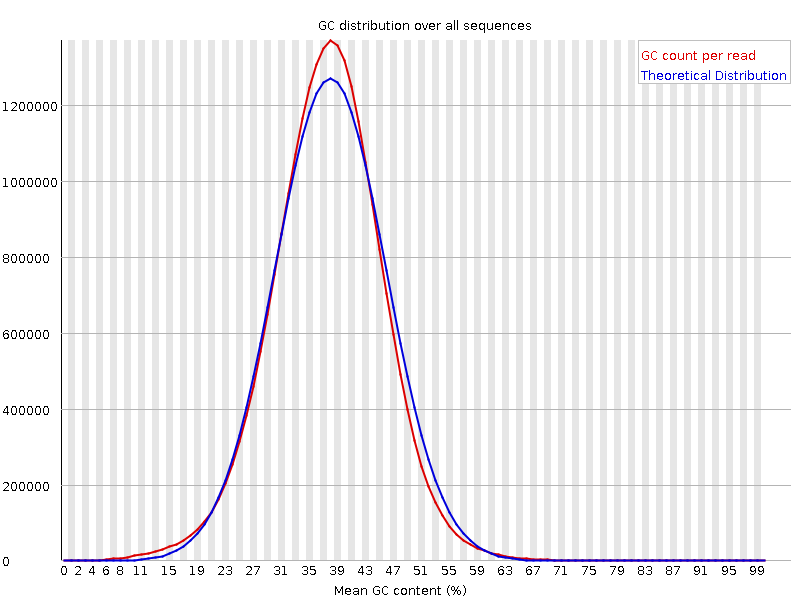 GC distribution over all sequences
GC count per read
Theoretical Distribution
1200000
1000000
800000
600000
400000
200000
0
0 2 4 6 8 11 15 19 23 27 31 35 39 43 47 51 55 59 63 67 71 75 79 83 87 91 95 99
Mean GC content (%)